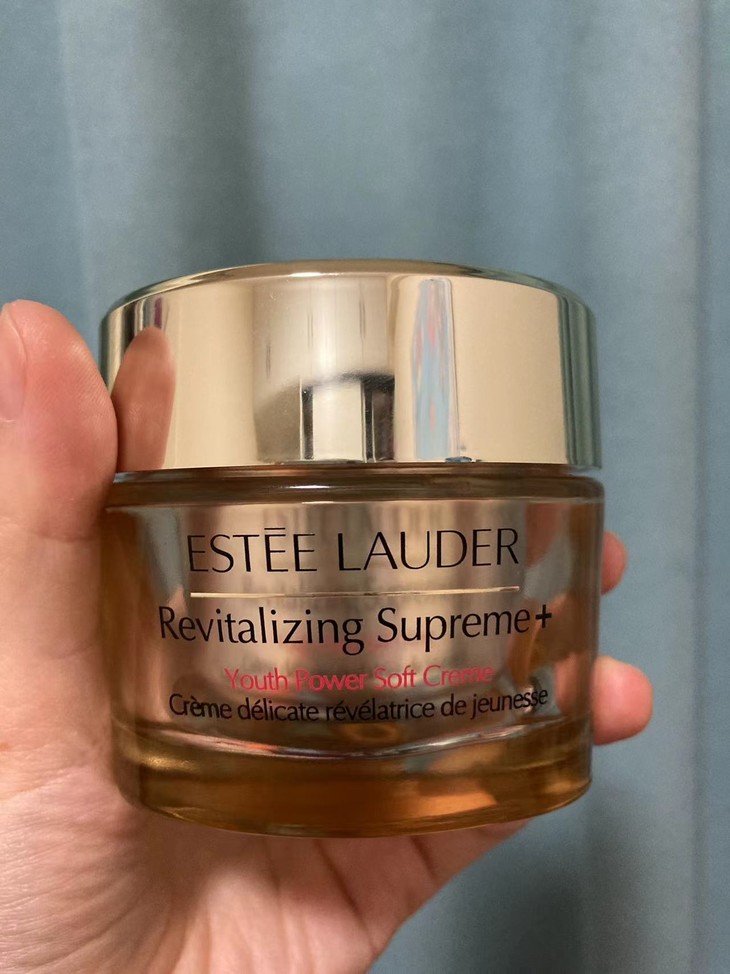 ESTĒE LAUDER
Revitalizing Supreme+
Youth Power Soft Creme
Crème délicate révélatrice de jeunesse